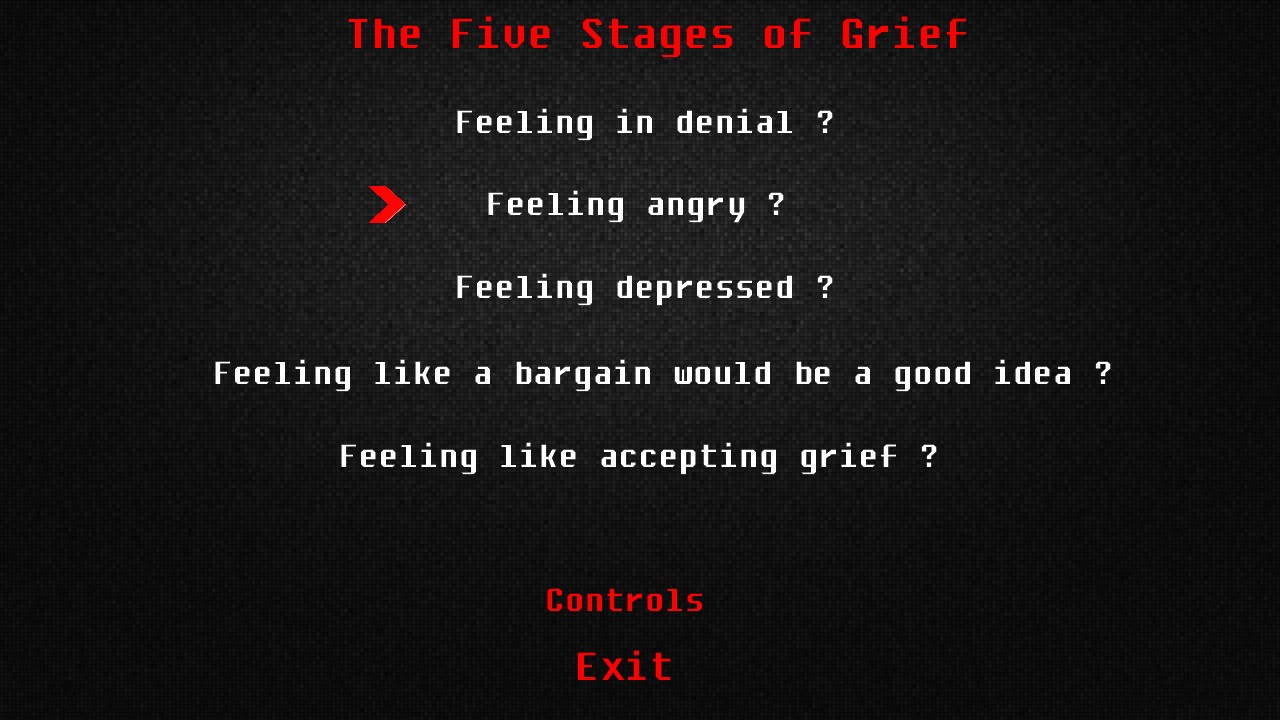 The Five Stages of Grief
Feeling in denial ?
Feeling angry ?
Feeling depressed ?
Feeling like a bargain would be a good idea ?
Feeling like accepting grief ?
Controls
Exit